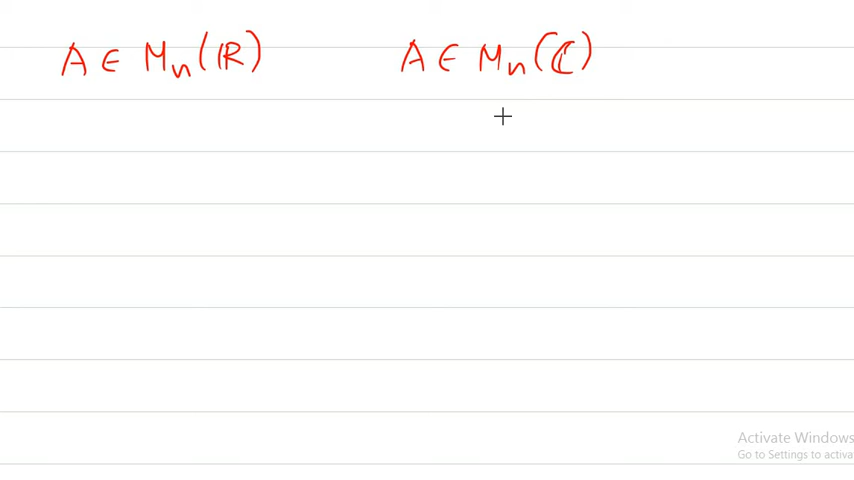 A ∈ Mₙ(ℝ) A ∈ Mₙ(ℂ)
Activate Windows
Go to Settings to activa